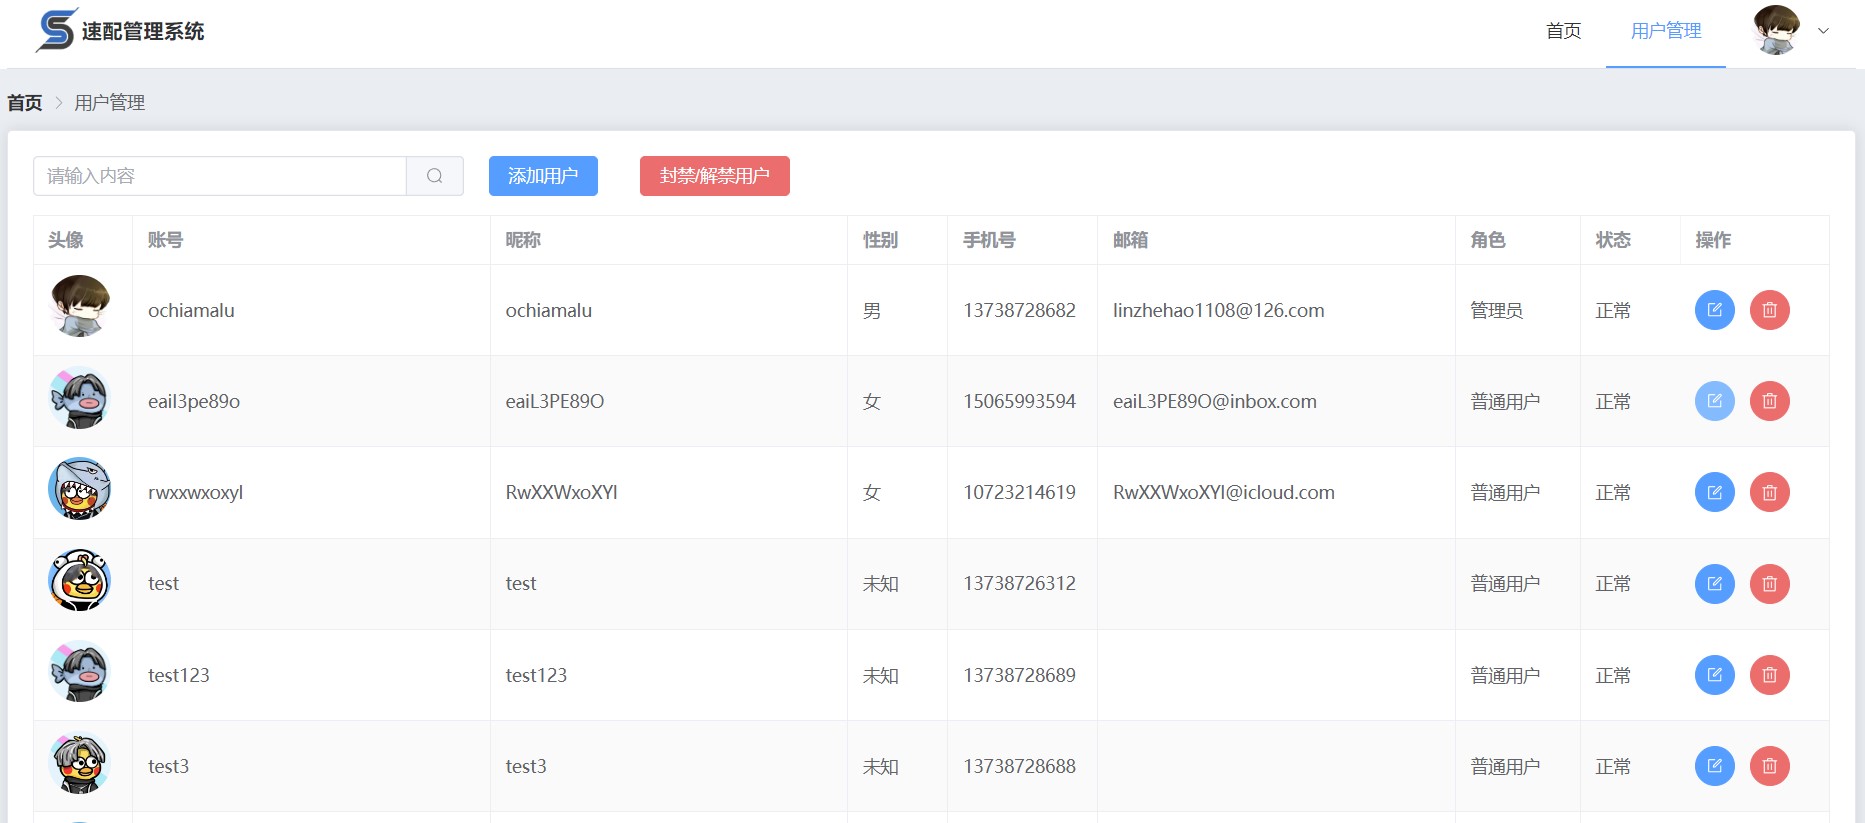 速配管理系统
首页 用户管理
首页 > 用户管理
请输入内容 添加用户 封禁/解禁用户
头像 账号 昵称 性别 手机号 邮箱 角色 状态 操作
ochiamalu ochiamalu 男 13738728682 linzhehao1108@126.com 管理员 正常
eail3pe89o eaiL3PE89O 女 15065993594 eaiL3PE89O@inbox.com 普通用户 正常
rwxxwxoxyl RwXXWxoXYl 女 10723214619 RwXXWxoXYl@icloud.com 普通用户 正常
test test 未知 13738726312 普通用户 正常
test123 test123 未知 13738728689 普通用户 正常
test3 test3 未知 13738728688 普通用户 正常